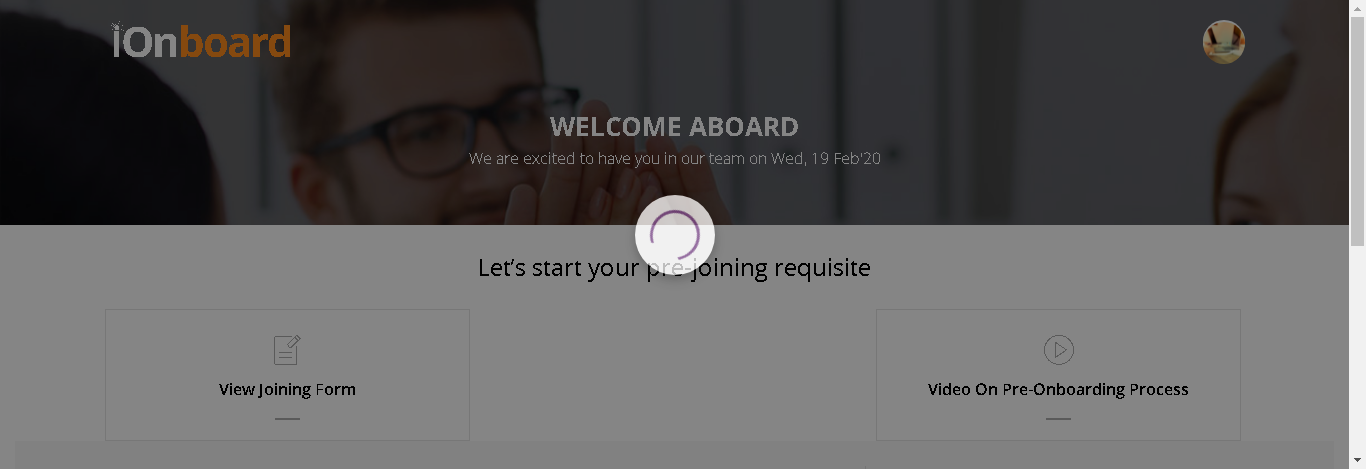 iOnboard
WELCOME ABOARD
We are excited to have you in our team on Wed, 19 Feb'20
Let's start your pre-joining requisite
View Joining Form
Video On Pre-Onboarding Process